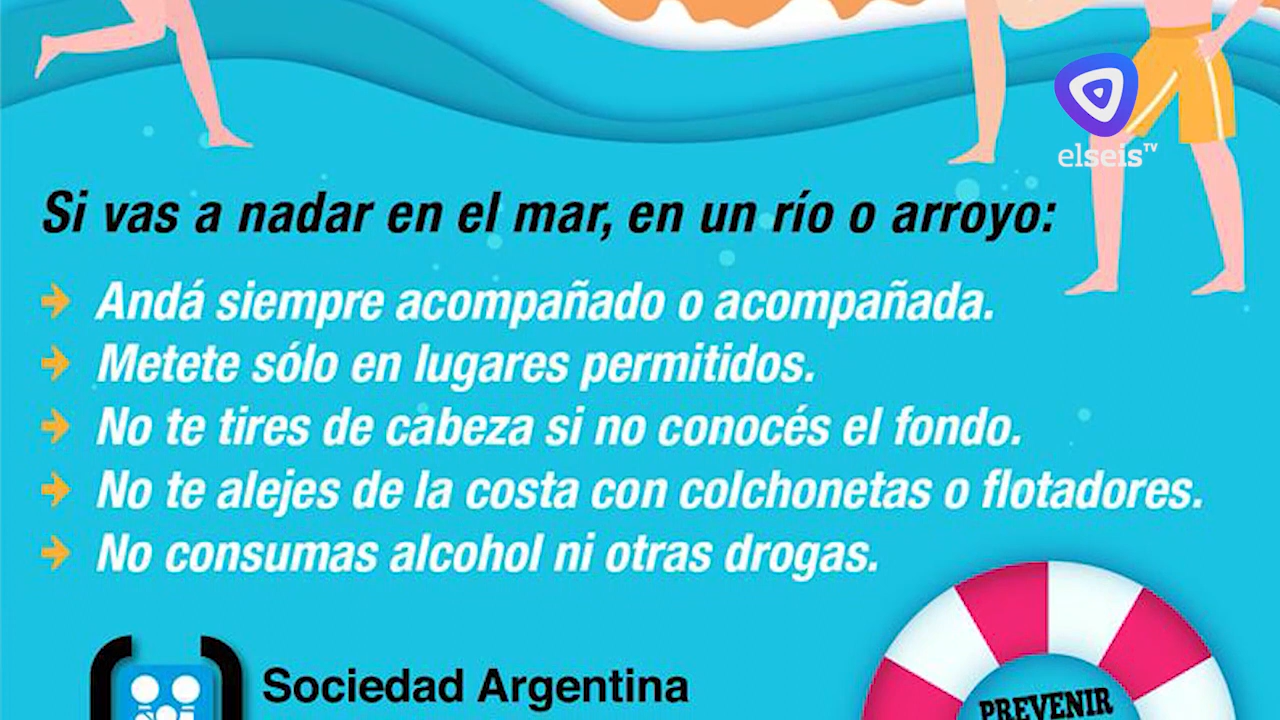 elseis TV
Si vas a nadar en el mar, en un río o arroyo:
Andá siempre acompañado o acompañada.
Metete sólo en lugares permitidos.
No te tires de cabeza si no conocés el fondo.
No te alejes de la costa con colchonetas o flotadores.
No consumas alcohol ni otras drogas.
Sociedad Argentina
PREVENIR